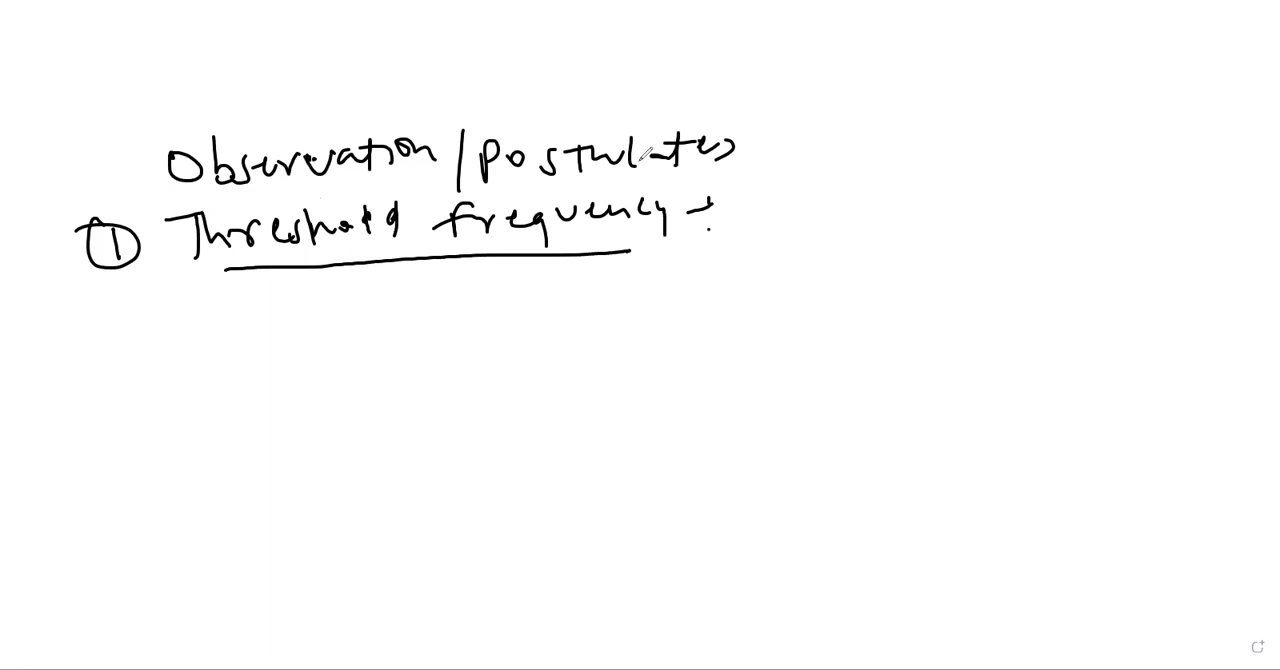 Observation/Postulates
① Threshold frequency :